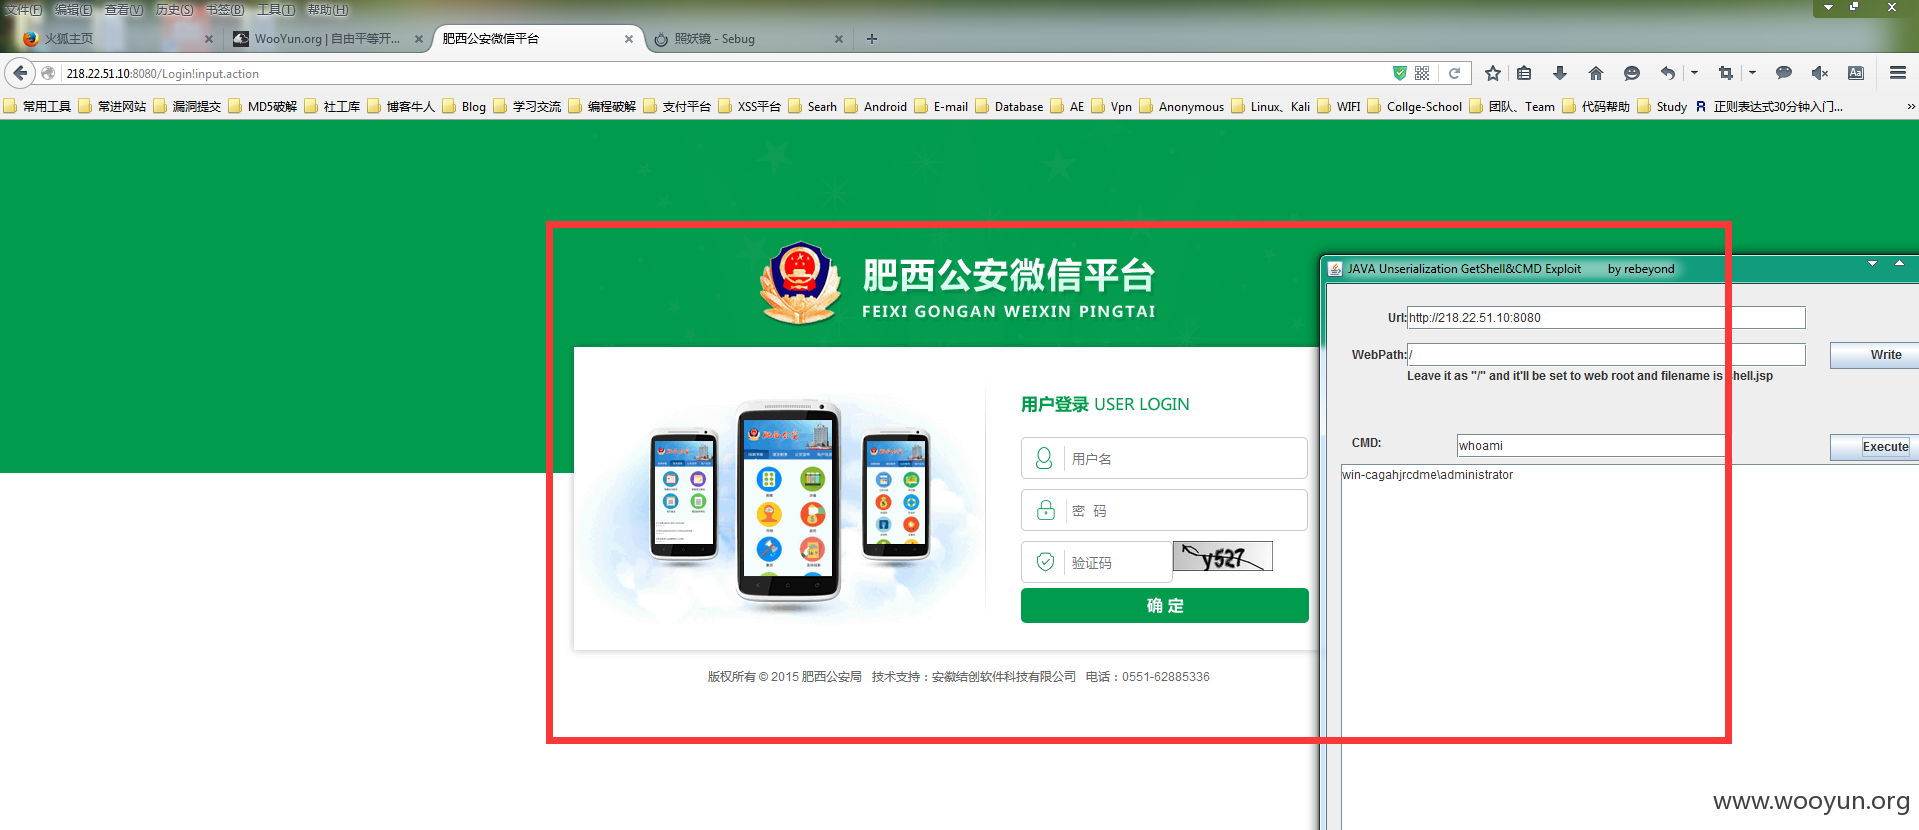 文件(F) 编辑(E) 查看(V) 历史(S) 书签(B) 工具(T) 帮助(H)
火狐主页 WooYun.org | 自由平等开... 肥西公安微信平台 照妖镜 - Sebug
218.22.51.10:8080/Login!input.action
常用工具 常进网站 漏洞提交 MD5破解 社工库 博客牛人 Blog 学习交流 编程破解 支付平台 XSS平台 Searh Android E-mail Database AE Vpn Anonymous Linux、Kali WIFI Collge-School 团队、Team 代码帮助 Study R 正则表达式30分钟入门... »
肥西公安微信平台
FEIXI GONGAN WEIXIN PINGTAI
用户登录 USER LOGIN
用户名
密 码
验证码 y527
确 定
版权所有 © 2015 肥西公安局 技术支持：安徽结创软件科技有限公司 电话：0551-62885336
JAVA Unserialization GetShell&CMD Exploit by rebeyond
Url: http://218.22.51.10:8080
WebPath: / Write
Leave it as "/" and it'll be set to web root and filename is shell.jsp
CMD: whoami Execute
win-cagahjrcdme\administrator
www.wooyun.org